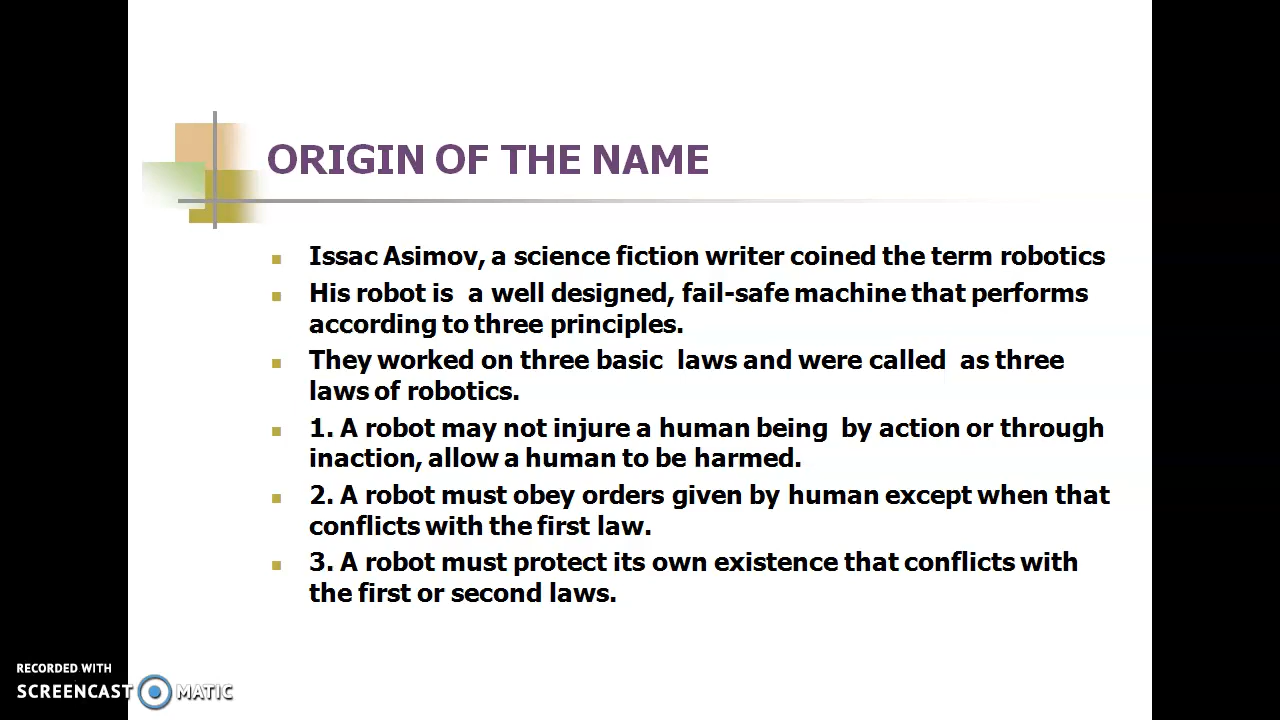 ORIGIN OF THE NAME
Issac Asimov, a science fiction writer coined the term robotics
His robot is a well designed, fail-safe machine that performs
according to three principles.
They worked on three basic laws and were called as three
laws of robotics.
1. A robot may not injure a human being by action or through
inaction, allow a human to be harmed.
2. A robot must obey orders given by human except when that
conflicts with the first law.
3. A robot must protect its own existence that conflicts with
the first or second laws.
RECORDED WITH
SCREENCAST MATIC